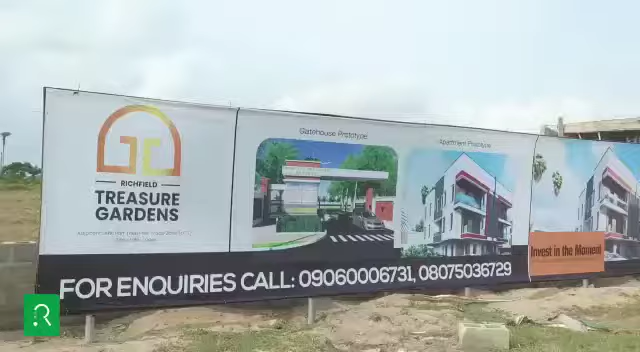 RICHFIELD
TREASURE
GARDENS
Gatehouse Prototype
Apartment Prototype
Invest in the Moment
FOR ENQUIRIES CALL: 09060006731, 08075036729
R